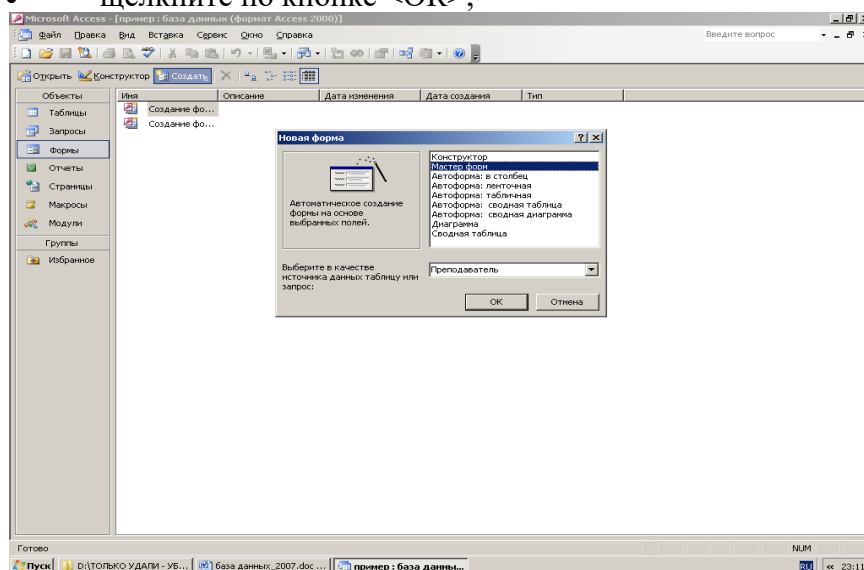 • щелкните по кнопке <ОК>;
Microsoft Access - [пример : база данных (формат Access 2000)]
Файл Правка Вид Вставка Сервис Окно Справка Введите вопрос
Открыть Конструктор Создать
Объекты Имя Описание Дата изменения Дата создания Тип
Таблицы Создание фо...
Запросы Создание фо...
Формы
Отчеты
Страницы
Макросы
Модули
Группы
Избранное
Новая форма
Автоматическое создание
формы на основе
выбранных полей.
Конструктор
Мастер форм
Автоформа: в столбец
Автоформа: ленточная
Автоформа: табличная
Автоформа: сводная таблица
Автоформа: сводная диаграмма
Диаграмма
Сводная таблица
Выберите в качестве
источника данных таблицу или
запрос:
Преподаватель
ОК Отмена
Готово NUM
Пуск D:\ТОЛЬКО УДАЛИ - УБ... база данных_2007.doc ... пример : база данны... RU « 23:11